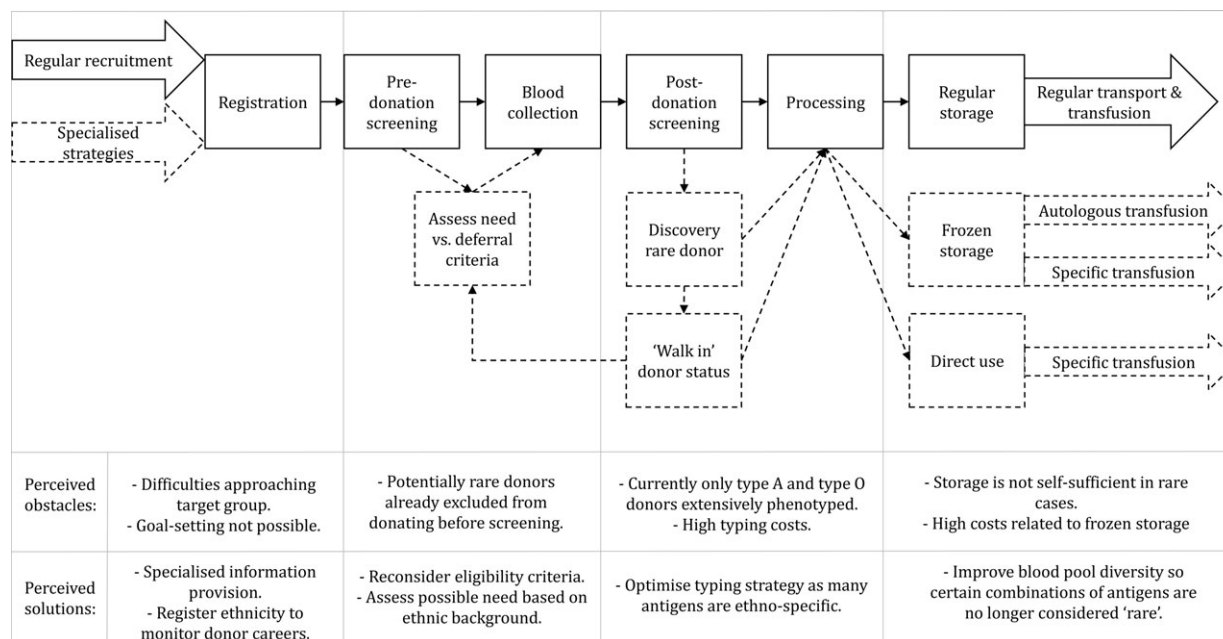 Regular recruitment
Specialised
strategies
Registration
Pre-
donation
screening
Blood
collection
Post-
donation
screening
Processing
Regular
storage
Regular transport &
transfusion
Assess need
vs. deferral
criteria
Discovery
rare donor
Frozen
storage
Autologous transfusion
Specific transfusion
‘Walk in’
donor status
Direct use
Specific transfusion
Perceived
obstacles:
- Difficulties approaching
target group.
- Goal-setting not possible.
- Potentially rare donors
already excluded from
donating before screening.
- Currently only type A and type O
donors extensively phenotyped.
- High typing costs.
- Storage is not self-sufficient in rare
cases.
- High costs related to frozen storage
Perceived
solutions:
- Specialised information
provision.
- Register ethnicity to
monitor donor careers.
- Reconsider eligibility criteria.
- Assess possible need based on
ethnic background.
- Optimise typing strategy as many
antigens are ethno-specific.
- Improve blood pool diversity so
certain combinations of antigens are
no longer considered ‘rare’.